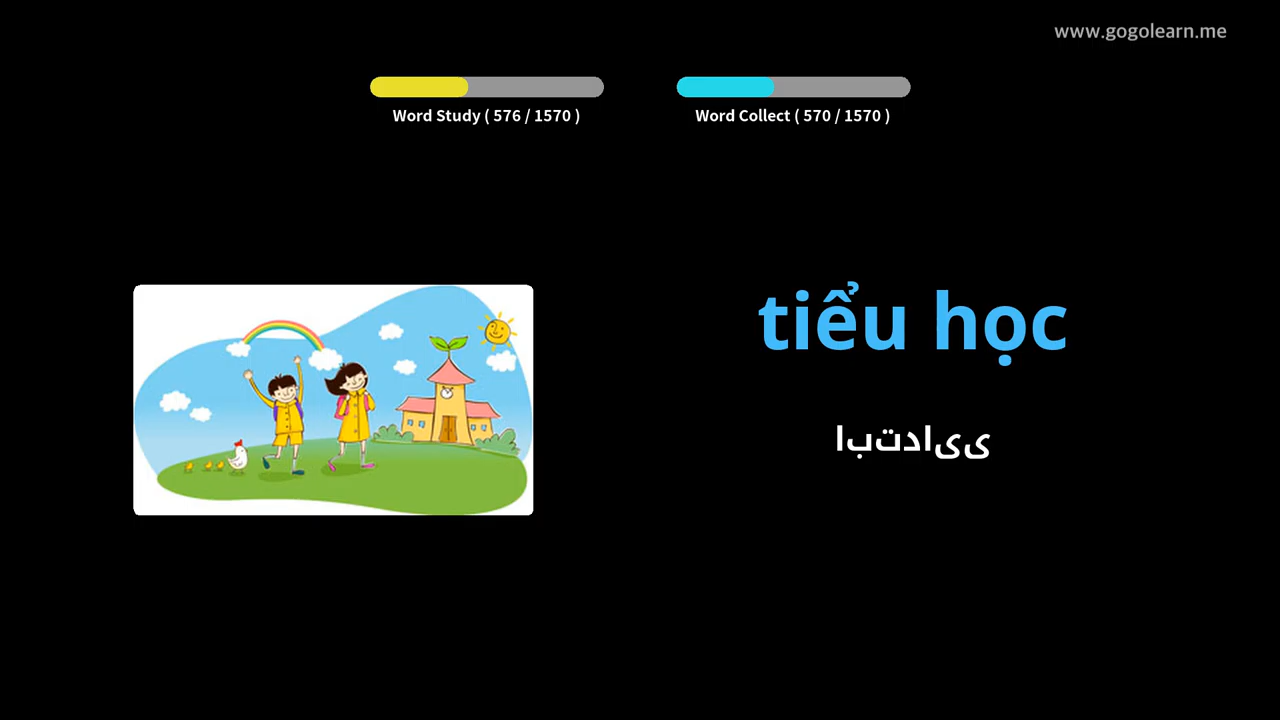 www.gogolearn.me
Word Study ( 576 / 1570 )
Word Collect ( 570 / 1570 )
tiểu học
ابتدایی